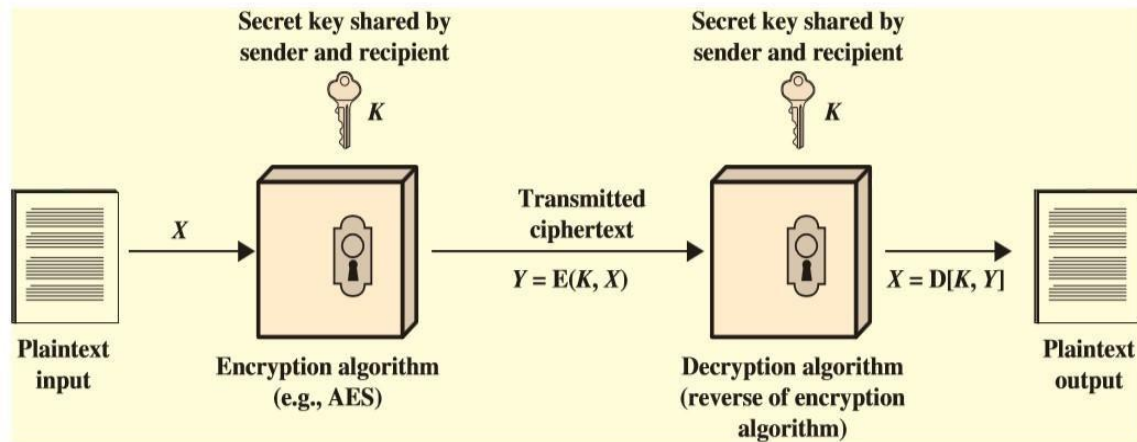 Secret key shared by
sender and recipient
K
Secret key shared by
sender and recipient
K
X
Transmitted
ciphertext
Y = E(K, X)
X = D[K, Y]
Plaintext
input
Encryption algorithm
(e.g., AES)
Decryption algorithm
(reverse of encryption
algorithm)
Plaintext
output